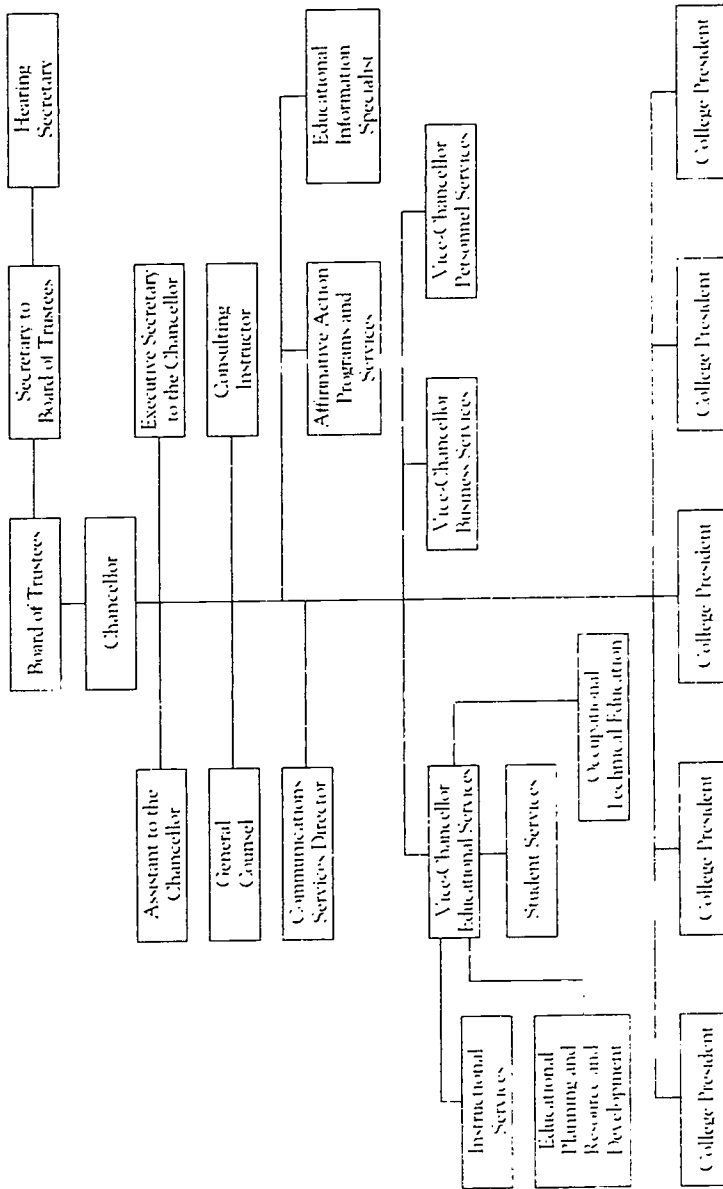 Board of Trustees
Secretary to
Board of Trustees
Hearing
Secretary
Chancellor
Assistant to the
Chancellor
Executive Secretary
to the Chancellor
General
Counsel
Consulting
Instructor
Communications
Services Director
Affirmative Action
Programs and
Services
Educational
Information
Specialist
Vice-Chancellor
Educational Services
Vice-Chancellor
Business Services
Vice-Chancellor
Personnel Services
Instructional
Services
Student Services
Educational
Planning and
Resource and
Development
Occupational
Technical Education
College President
College President
College President
College President
College President